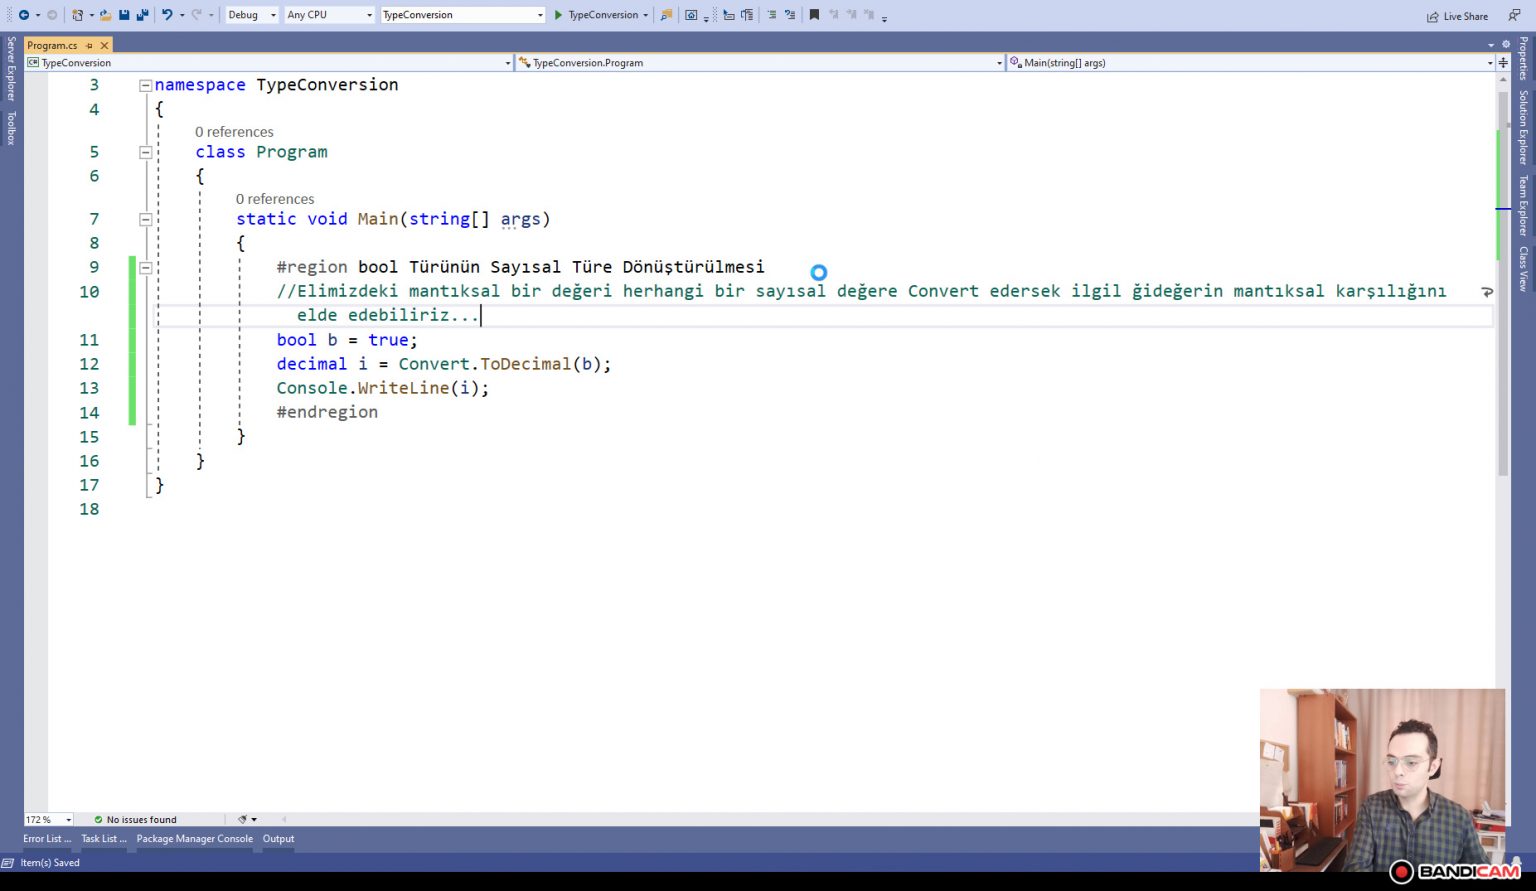 Debug
Any CPU
TypeConversion
TypeConversion
Live Share
Server Explorer
Toolbox
Program.cs
TypeConversion
TypeConversion.Program
Main(string[] args)
3 namespace TypeConversion
4 {
0 references
5 class Program
6 {
0 references
7 static void Main(string[] args)
8 {
9 #region bool Türünün Sayısal Türe Dönüştürülmesi
10 //Elimizdeki mantıksal bir değeri herhangi bir sayısal değere Convert edersek ilgil ğideğerin mantıksal karşılığını
elde edebiliriz...
11 bool b = true;
12 decimal i = Convert.ToDecimal(b);
13 Console.WriteLine(i);
14 #endregion
15 }
16 }
17 }
18
Properties
Solution Explorer
Team Explorer
Class View
172 %
No issues found
Error List ...
Task List ...
Package Manager Console
Output
Item(s) Saved
BANDICAM